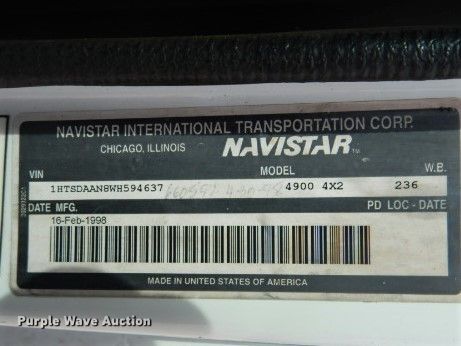 NAVISTAR INTERNATIONAL TRANSPORTATION CORP.
CHICAGO, ILLINOIS NAVISTAR TM
VIN MODEL W.B.
1HTSDAAN8WH594637 4900 4X2 236
DATE MFG. PD LOC - DATE
16-Feb-1998
MADE IN UNITED STATES OF AMERICA
Purple Wave Auction